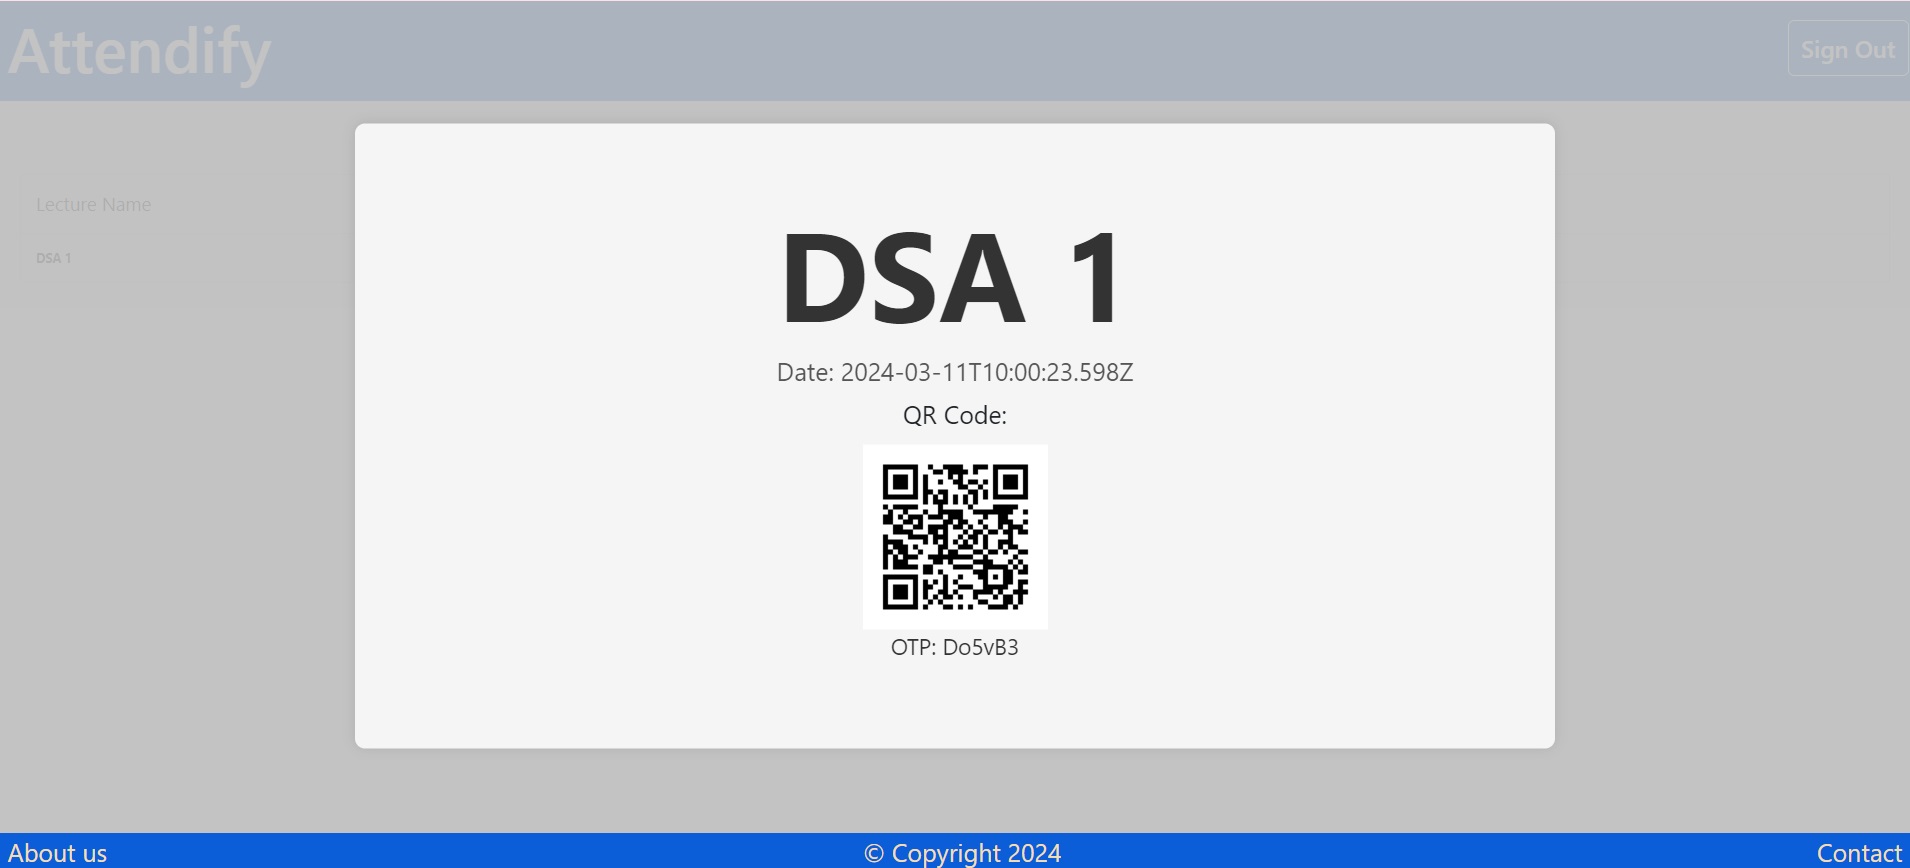 Attendify
Sign Out
Lecture Name
DSA 1
DSA 1
Date: 2024-03-11T10:00:23.598Z
QR Code:
OTP: Do5vB3
About us
© Copyright 2024
Contact